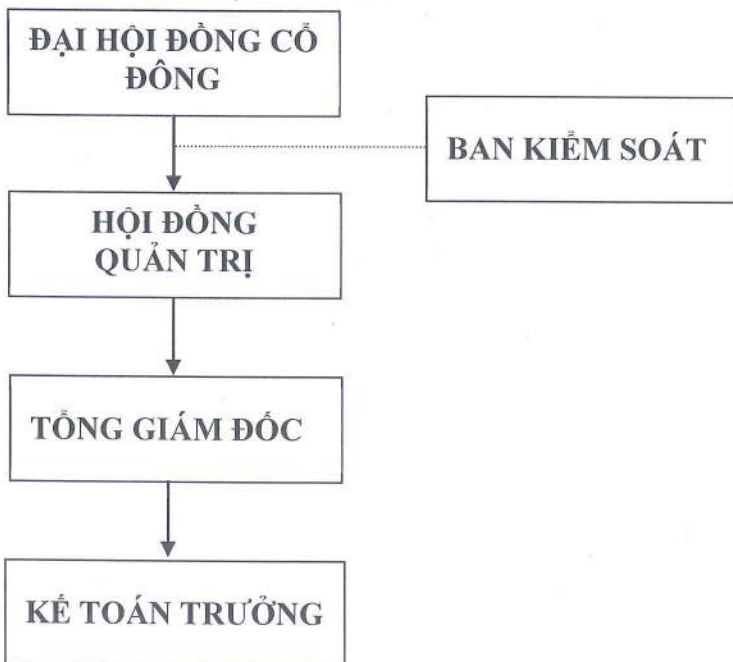 ĐẠI HỘI ĐỒNG CỔ
ĐÔNG
BAN KIỂM SOÁT
HỘI ĐỒNG
QUẢN TRỊ
TỔNG GIÁM ĐỐC
KẾ TOÁN TRƯỞNG